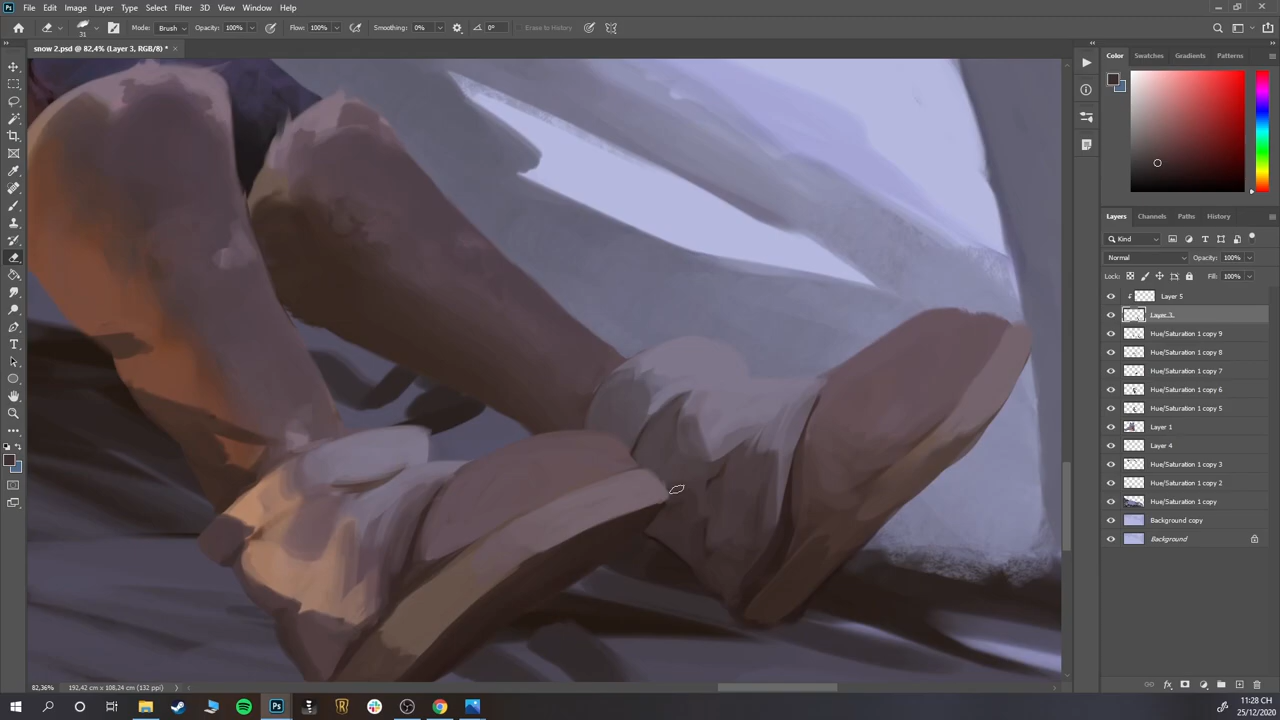 File Edit Image Layer Type Select Filter 3D View Window Help
31 Mode: Brush Opacity: 100% Flow: 100% Smoothing: 0% 0° Erase to History
snow 2.psd @ 82,4% (Layer 3, RGB/8) * ×
Color Swatches Gradients Patterns
Layers Channels Paths History
Kind
Normal Opacity: 100%
Lock: Fill: 100%
Layer 5
Layer 3
Hue/Saturation 1 copy 9
Hue/Saturation 1 copy 8
Hue/Saturation 1 copy 7
Hue/Saturation 1 copy 6
Hue/Saturation 1 copy 5
Layer 1
Layer 4
Hue/Saturation 1 copy 3
Hue/Saturation 1 copy 2
Hue/Saturation 1 copy
Background copy
Background
82,36% 192,42 cm x 108,24 cm (132 ppi)
11:28 CH
25/12/2020